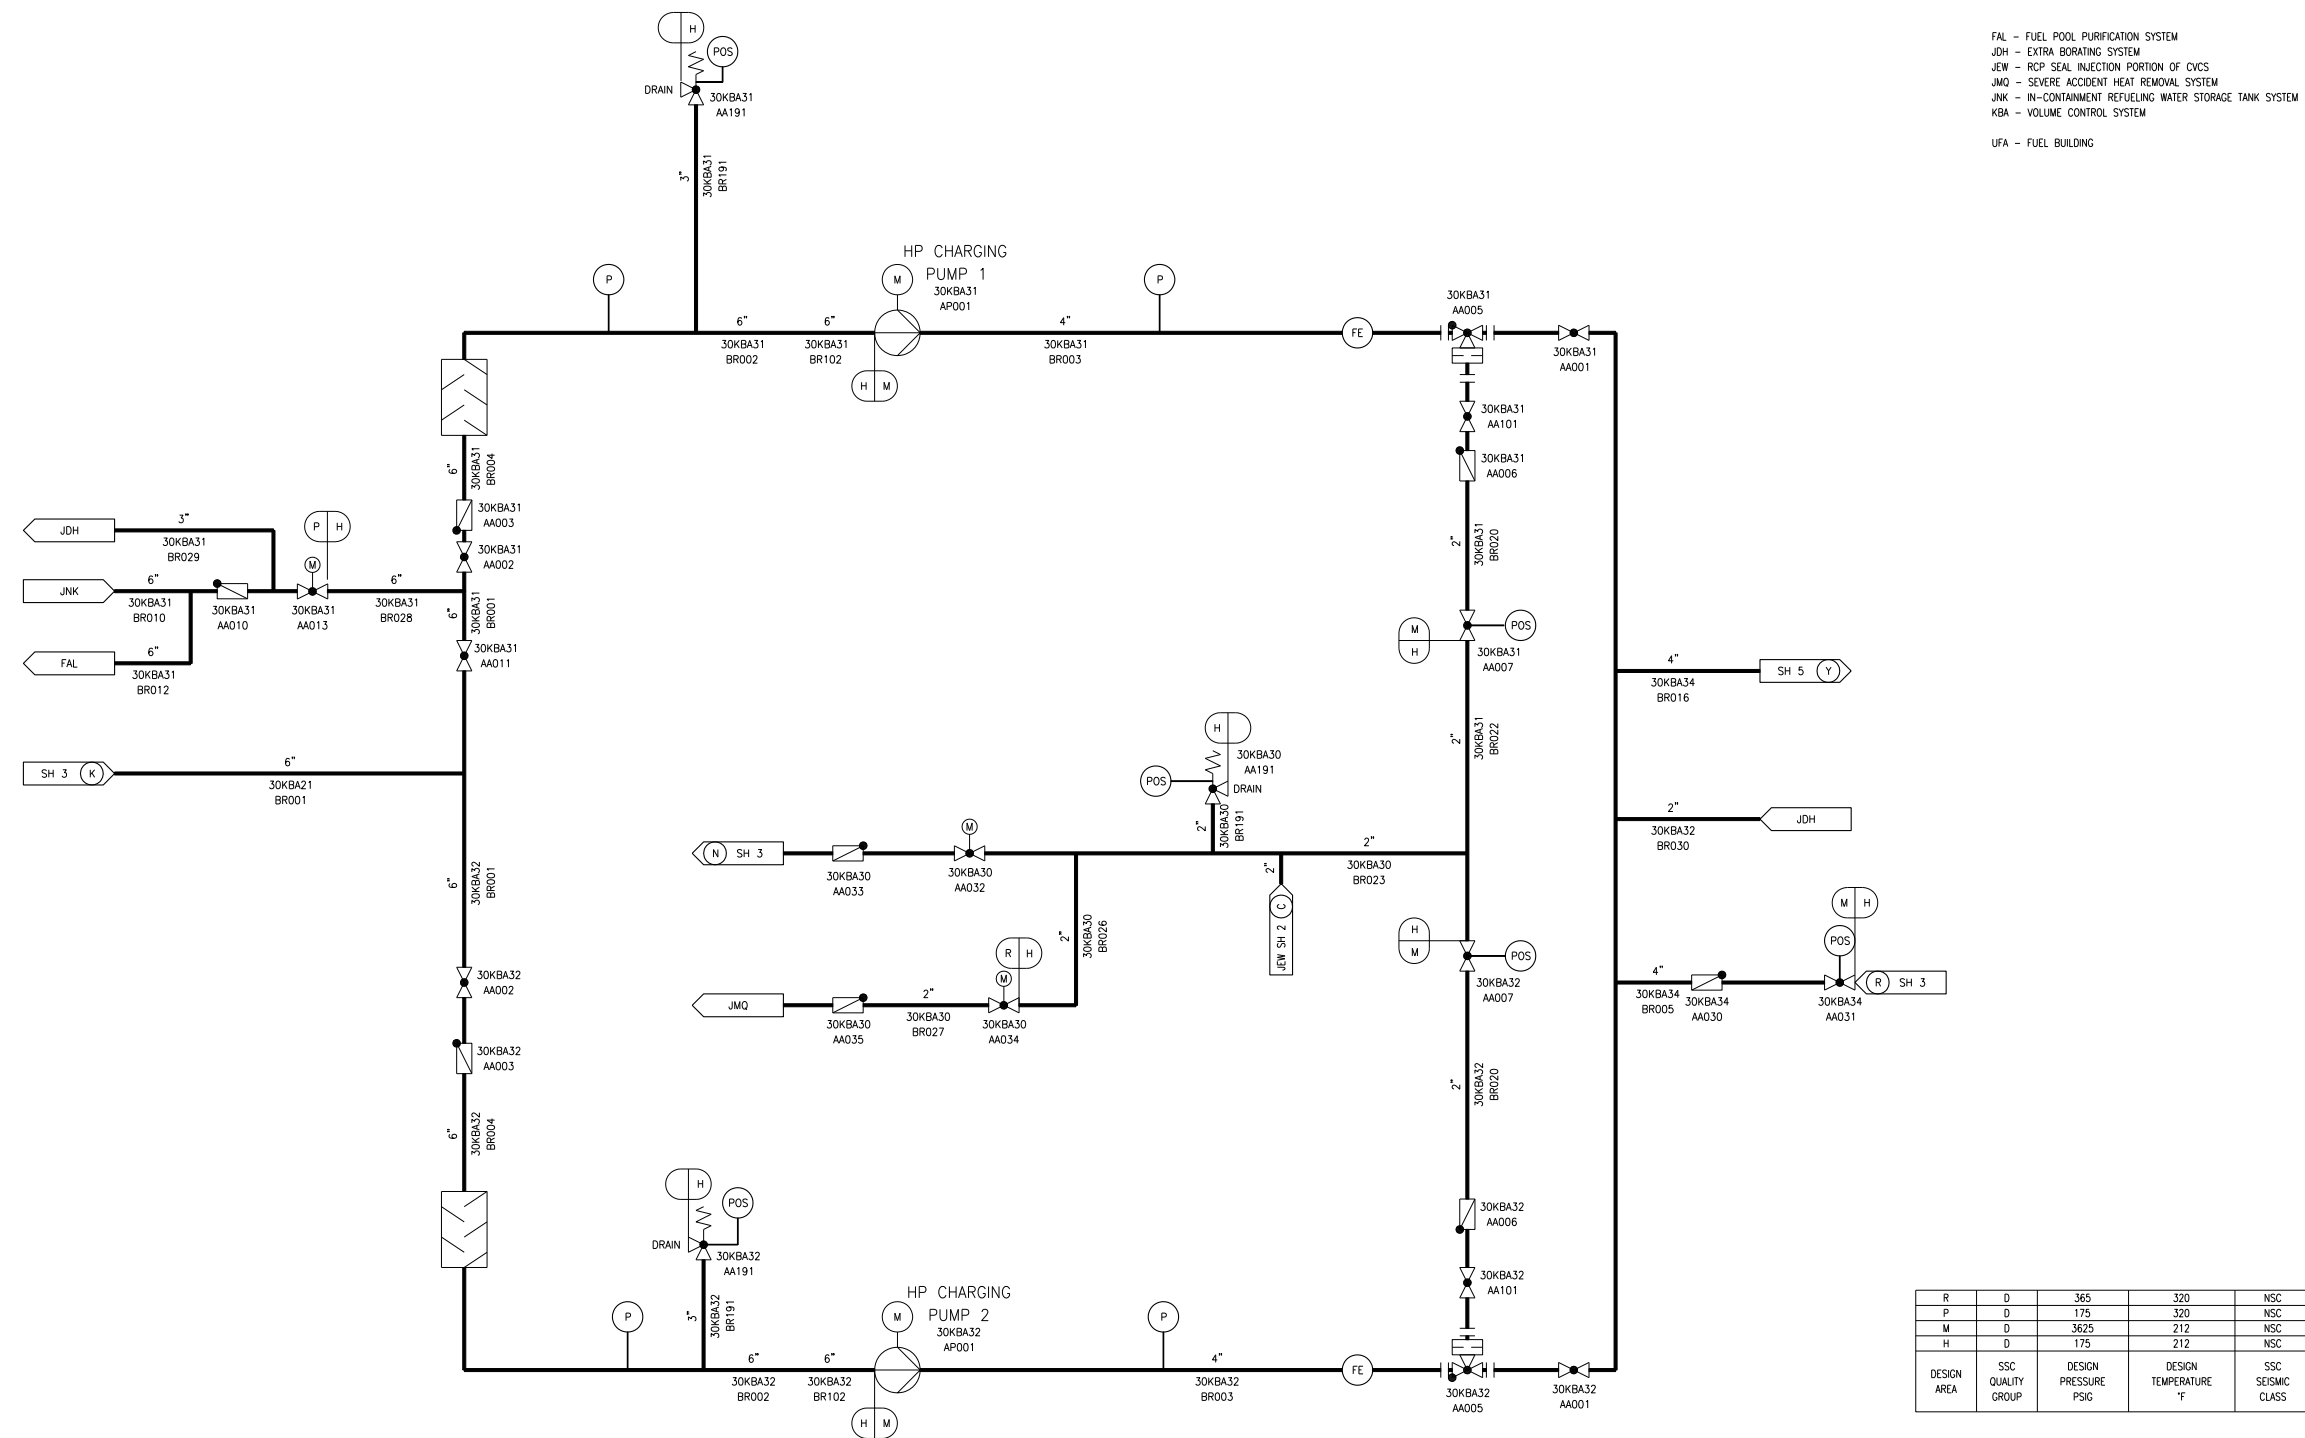 FAL - FUEL POOL PURIFICATION SYSTEM
JDH - EXTRA BORATING SYSTEM
JEW - RCP SEAL INJECTION PORTION OF CVCS
JMQ - SEVERE ACCIDENT HEAT REMOVAL SYSTEM
JNK - IN-CONTAINMENT REFUELING WATER STORAGE TANK SYSTEM
KBA - VOLUME CONTROL SYSTEM
UFA - FUEL BUILDING
H
POS
DRAIN
30KBA31
AA191
3"
30KBA31
BR191
HP CHARGING
PUMP 1
30KBA31
AP001
P
M
P
6"
30KBA31
BR002
6"
30KBA31
BR102
H M
4"
30KBA31
BR003
FE
30KBA31
AA005
30KBA31
AA001
30KBA31
AA101
30KBA31
AA006
6"
30KBA31
BR004
30KBA31
AA003
30KBA31
AA002
JDH
3"
30KBA31
BR029
P H
M
JNK
6"
30KBA31
BR010
30KBA31
AA010
30KBA31
AA013
6"
30KBA31
BR028
6"
30KBA31
BR001
30KBA31
AA011
FAL
6"
30KBA31
BR012
2"
30KBA31
BR020
M
H
POS
30KBA31
AA007
4"
30KBA34
BR016
SH 5 Y
2"
30KBA31
BR022
SH 3 K
6"
30KBA21
BR001
H
30KBA30
AA191
POS
DRAIN
2"
30KBA30
BR191
2"
30KBA32
BR030
JDH
N SH 3
30KBA30
AA033
M
30KBA30
AA032
2"
30KBA30
BR023
2"
JEW SH 2 C
6"
30KBA32
BR001
2"
30KBA30
BR026
H
M
POS
30KBA32
AA007
M H
POS
4"
30KBA34
BR005
30KBA34
AA030
30KBA34
AA031
R SH 3
30KBA32
AA002
R H
M
JMQ
30KBA30
AA035
2"
30KBA30
BR027
30KBA30
AA034
30KBA32
AA003
2"
30KBA32
BR020
6"
30KBA32
BR004
H
POS
DRAIN
30KBA32
AA191
3"
30KBA32
BR191
30KBA32
AA006
30KBA32
AA101
HP CHARGING
PUMP 2
30KBA32
AP001
P
M
P
6"
30KBA32
BR002
6"
30KBA32
BR102
H M
4"
30KBA32
BR003
FE
30KBA32
AA005
30KBA32
AA001
R D 365 320 NSC
P D 175 320 NSC
M D 3625 212 NSC
H D 175 212 NSC
DESIGN
AREA
SSC
QUALITY
GROUP
DESIGN
PRESSURE
PSIG
DESIGN
TEMPERATURE
°F
SSC
SEISMIC
CLASS